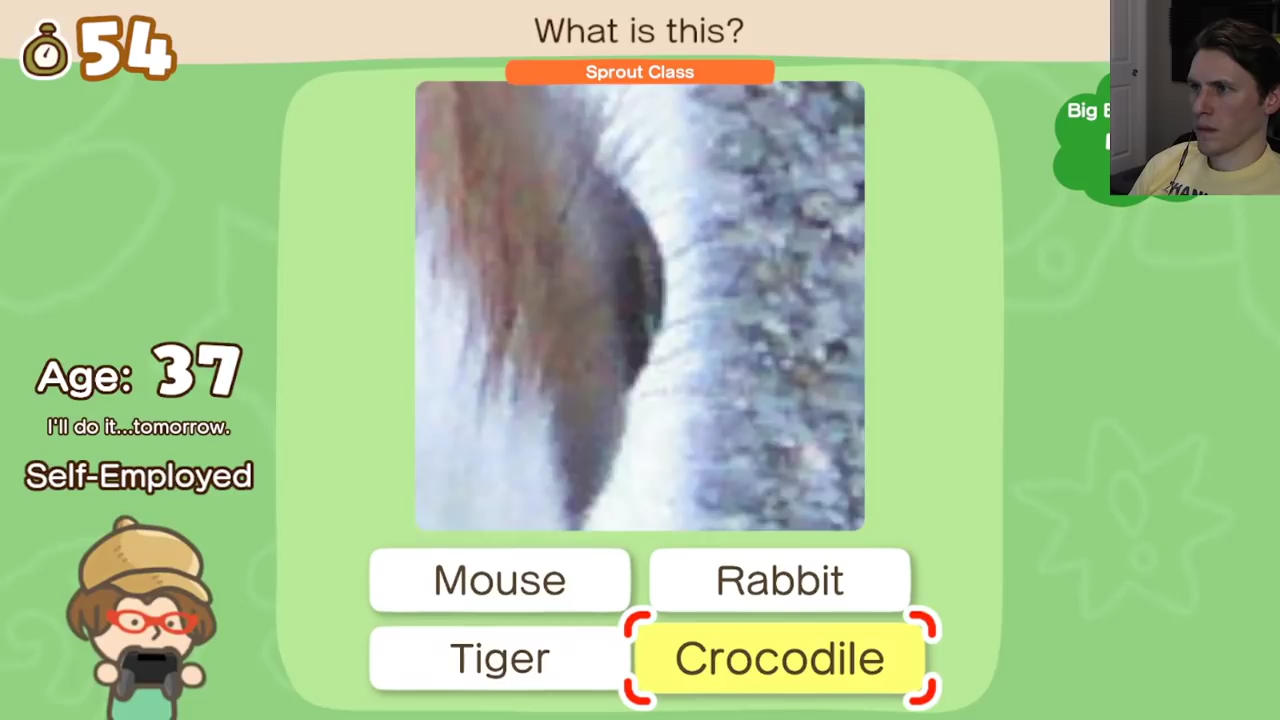 54
What is this?
Sprout Class
Big
Age: 37
I'll do it...tomorrow.
Self-Employed
Mouse
Rabbit
Tiger
Crocodile